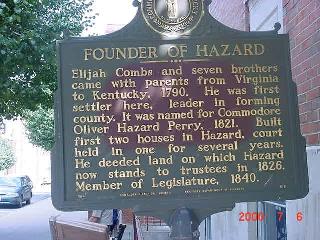 FOUNDER OF HAZARD
Elijah Combs and seven brothers
came with parents from Virginia
to Kentucky, 1790. He was first
settler here, leader in forming
county. It was named for Commodore
Oliver Hazard Perry, 1821. Built
first two houses in Hazard, court
held in one for several years.
He deeded land on which Hazard
now stands to trustees in 1826.
Member of Legislature, 1840.
2000 7 6